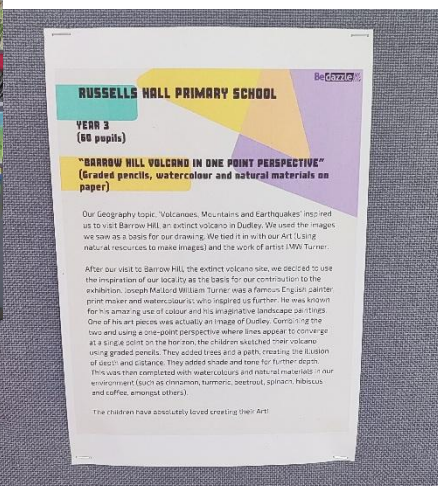 Bedazzle
RUSSELLS HALL PRIMARY SCHOOL
YEAR 3
(60 pupils)
"BARROW HILL VOLCANO IN ONE POINT PERSPECTIVE"
(Graded pencils, watercolour and natural materials on
paper)
Our Geography topic, 'Volcanoes, Mountains and Earthquakes' inspired
us to visit Barrow Hill, an extinct volcano in Dudley. We used the images
we saw as a basis for our drawing. We tied it in with our Art (Using
natural resources to make images) and the work of artist JMW Turner.
After our visit to Barrow Hill, the extinct volcano site, we decided to use
the inspiration of our locality as the basis for our contribution to the
exhibition. Joseph Mallord William Turner was a famous English painter,
print maker and watercolourist who inspired us further. He was known
for his amazing use of colour and his imaginative landscape paintings.
One of his art pieces was actually an image of Dudley. Combining the
two and using a one-point perspective where lines appear to converge
at a single point on the horizon, the children sketched their volcano
using graded pencils. They added trees and a path, creating the illusion
of depth and distance. They added shade and tone for further depth.
This was then completed with watercolours and natural materials in our
environment (such as cinnamon, turmeric, beetroot, spinach, hibiscus
and coffee, amongst others).
The children have absolutely loved creating their Art!